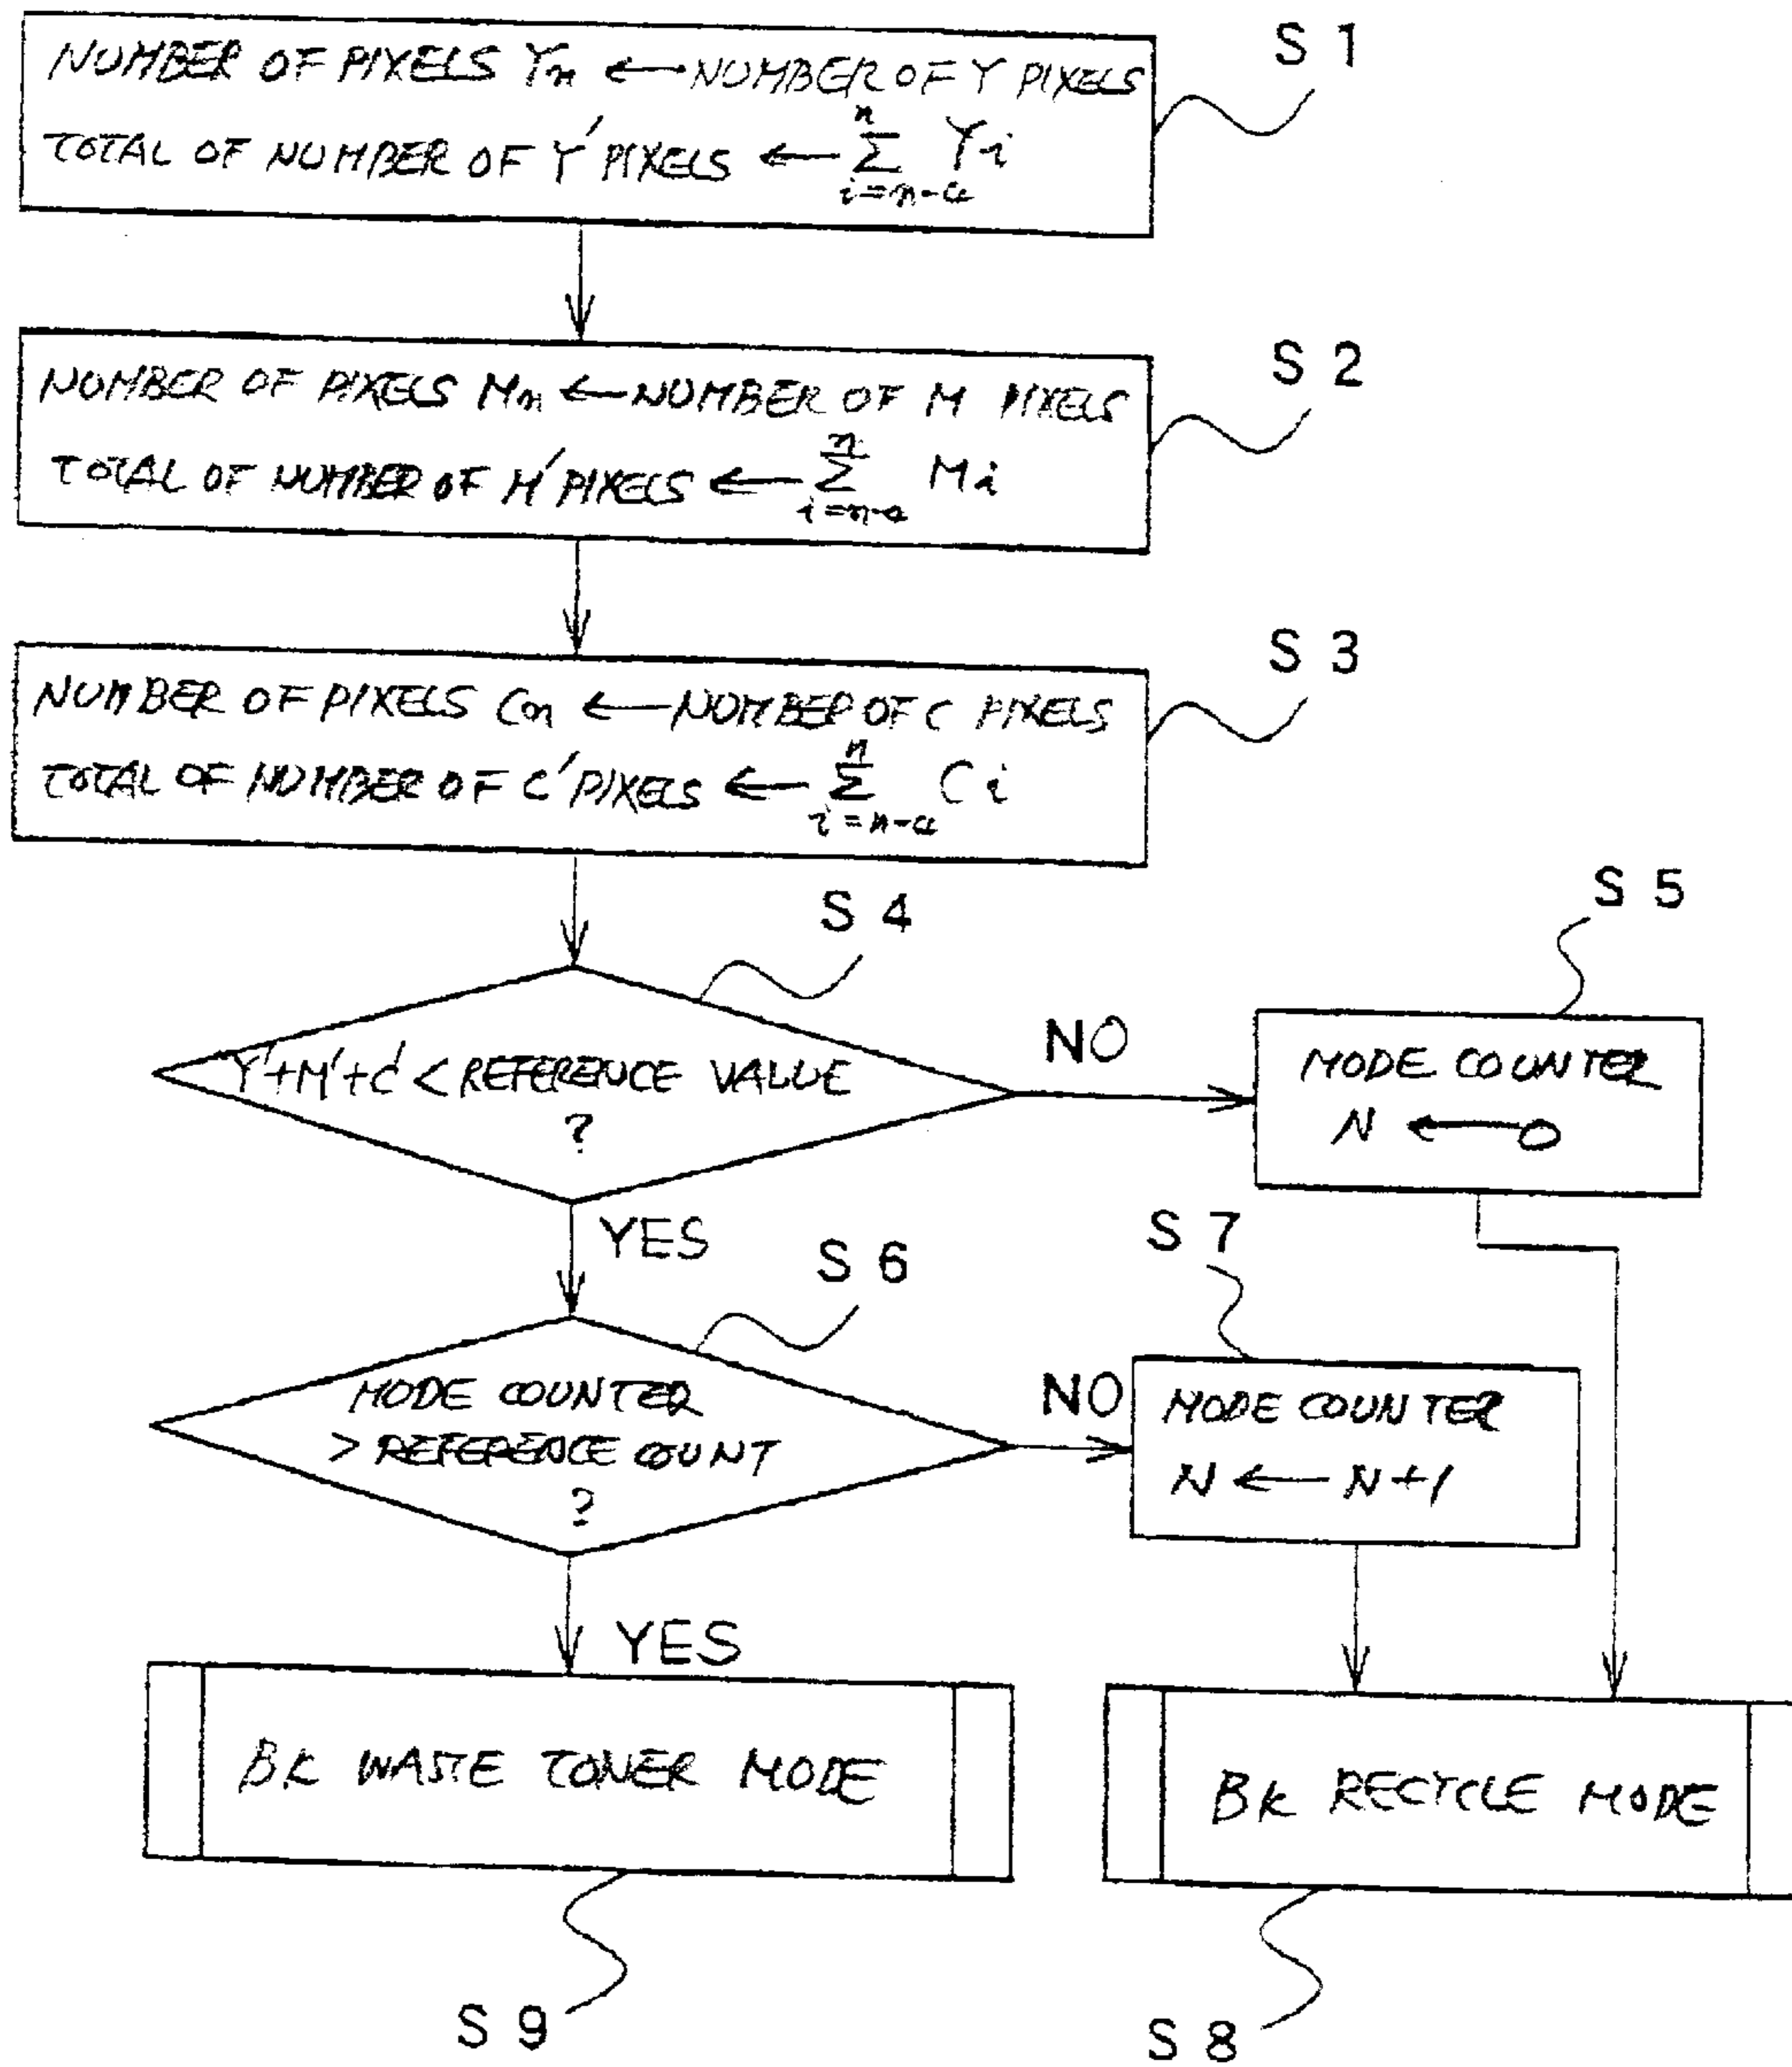 S 1
NUMBER OF PIXELS Yn ← NUMBER OF Y PIXELS
TOTAL OF NUMBER OF Y' PIXELS ← n Σ i=n-a Yi
S 2
NUMBER OF PIXELS Mn ← NUMBER OF M PIXELS
TOTAL OF NUMBER OF M' PIXELS ← n Σ i=n-a Mi
S 3
NUMBER OF PIXELS Cn ← NUMBER OF C PIXELS
TOTAL OF NUMBER OF C' PIXELS ← n Σ i=n-a Ci
S 4
Y'+M'+C' < REFERENCE VALUE
?
NO
S 5
MODE COUNTER
N ← 0
YES
S 6
MODE COUNTER
> REFERENCE COUNT
?
NO
S 7
MODE COUNTER
N ← N+1
YES
BK WASTE TONER MODE
S 9
BK RECYCLE MODE
S 8